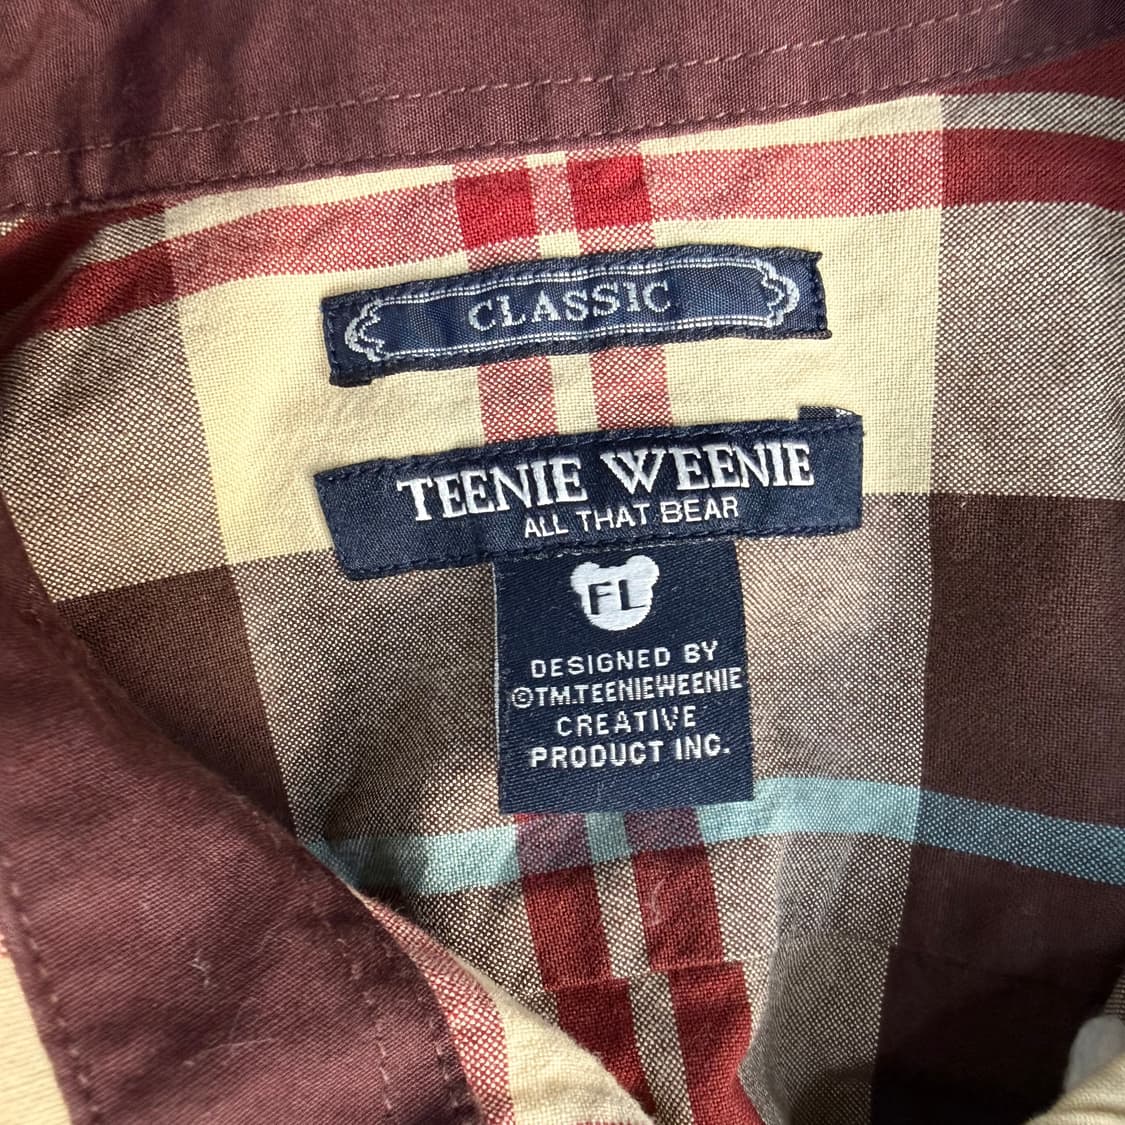 CLASSIC
TEENIE WEENIE
ALL THAT BEAR
FL
DESIGNED BY
©TM.TEENIEWEENIE
CREATIVE
PRODUCT INC.